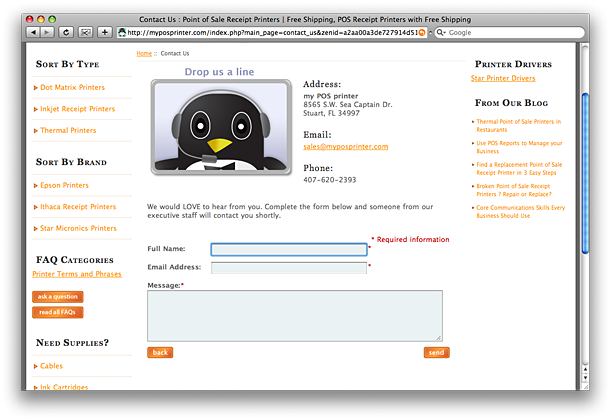 Contact Us : Point of Sale Receipt Printers | Free Shipping, POS Receipt Printers with Free Shipping
http://myposprinter.com/index.php?main_page=contact_us&zenid=a2aa00a3de727914d51
Google
Sort By Type
Dot Matrix Printers
Inkjet Receipt Printers
Thermal Printers
Sort By Brand
Epson Printers
Ithaca Receipt Printers
Star Micronics Printers
FAQ Categories
Printer Terms and Phrases
ask a question
read all FAQs
Need Supplies?
Cables
Ink Cartridges
Home :: Contact Us
Drop us a line
Address:
my POS printer
8565 S.W. Sea Captain Dr.
Stuart, FL 34997
Email:
sales@myposprinter.com
Phone:
407-620-2393
We would LOVE to hear from you. Complete the form below and someone from our
executive staff will contact you shortly.
* Required information
Full Name: *
Email Address: *
Message:*
back
send
Printer Drivers
Star Printer Drivers
From Our Blog
Thermal Point of Sale Printers in
Restaurants
Use POS Reports to Manage your
Business
Find a Replacement Point of Sale
Receipt Printer in 3 Easy Steps
Broken Point of Sale Receipt
Printers ? Repair or Replace?
Core Communications Skills Every
Business Should Use